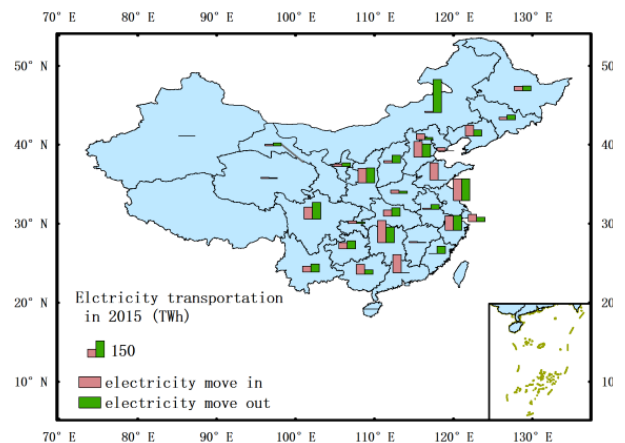 70° E 80° E 90° E 100° E 110° E 120° E 130° E
50° N 50° N
40° N 40° N
30° N 30° N
20° N 20° N
10° N 10° N
Elctricity transportation
in 2015 (TWh)
150
electricity move in
electricity move out
70° E 80° E 90° E 100° E 110° E 120° E 130° E